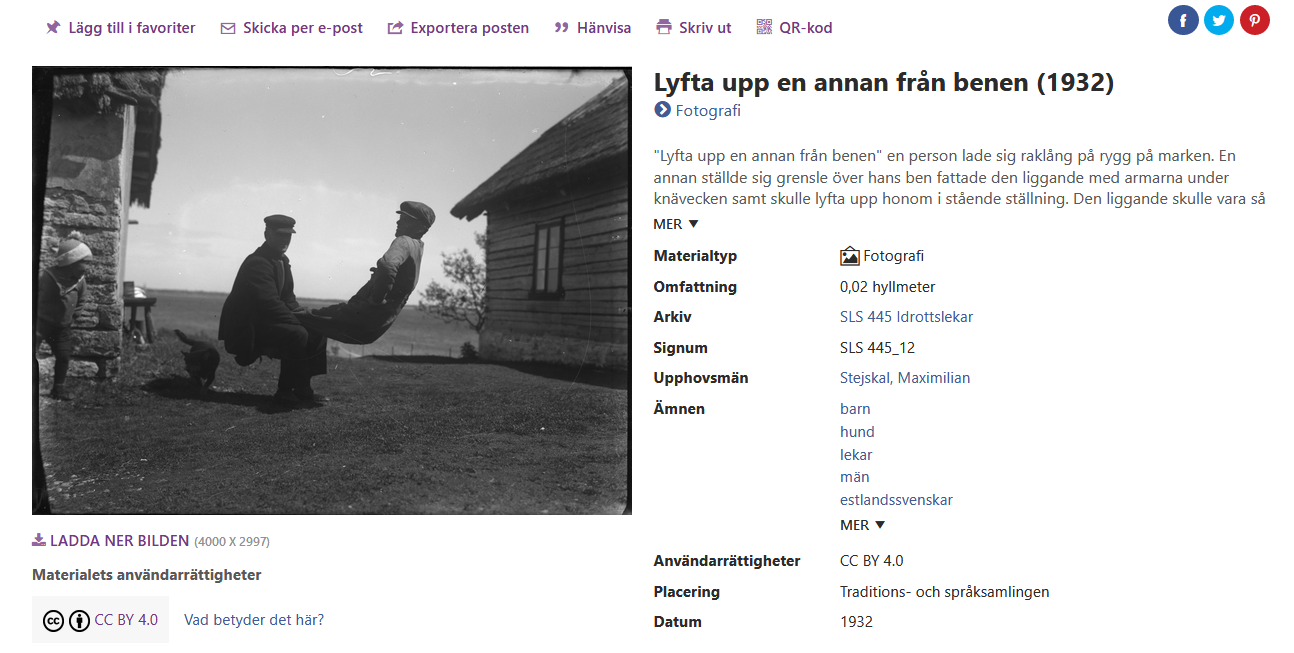 Lägg till i favoriter Skicka per e-post Exportera posten Hänvisa Skriv ut QR-kod
Lyfta upp en annan från benen (1932)
Fotografi
"Lyfta upp en annan från benen" en person lade sig raklång på rygg på marken. En
annan ställde sig grensle över hans ben fattade den liggande med armarna under
knävecken samt skulle lyfta upp honom i stående ställning. Den liggande skulle vara så
MER
Materialtyp Fotografi
Omfattning 0,02 hyllmeter
Arkiv SLS 445 Idrottslekar
Signum SLS 445_12
Upphovsmän Stejskal, Maximilian
Ämnen barn
hund
lekar
män
estlandssvenskar
MER
Användarrättigheter CC BY 4.0
Placering Traditions- och språksamlingen
Datum 1932
LADDA NER BILDEN (4000 X 2997)
Materialets användarrättigheter
cc CC BY 4.0 Vad betyder det här?